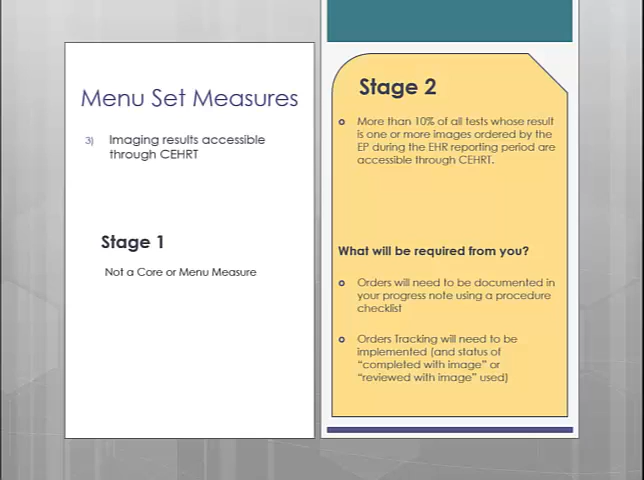 Menu Set Measures
3) Imaging results accessible
through CEHRT
Stage 1
Not a Core or Menu Measure
Stage 2
More than 10% of all tests whose result
is one or more images ordered by the
EP during the EHR reporting period are
accessible through CEHRT.
What will be required from you?
Orders will need to be documented in
your progress note using a procedure
checklist
Orders Tracking will need to be
implemented (and status of
“completed with image” or
“reviewed with image” used)